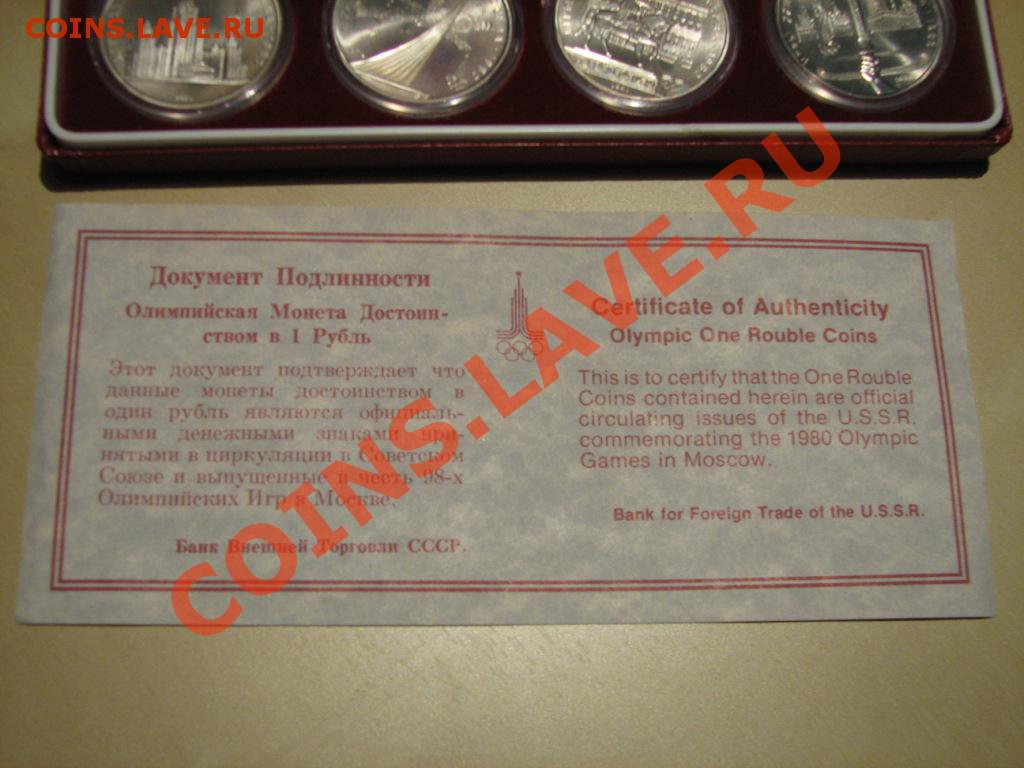 COINS.LAVE.RU
Документ Подлинности
Олимпийская Монета Достоин-
ством в 1 Рубль
Этот документ подтверждает что
данные монеты достоинством в
один рубль являются официаль-
ными денежными знаками при-
нятыми в циркуляции в Советском
Союзе и выпущенные в честь 98-х
Олимпийских Игр в Москве.
Банк Внешней Торговли СССР.
Certificate of Authenticity
Olympic One Rouble Coins
This is to certify that the One Rouble
Coins contained herein are official
circulating issues of the U.S.S.R.
commemorating the 1980 Olympic
Games in Moscow.
Bank for Foreign Trade of the U.S.S.R.
COINS.LAVE.RU